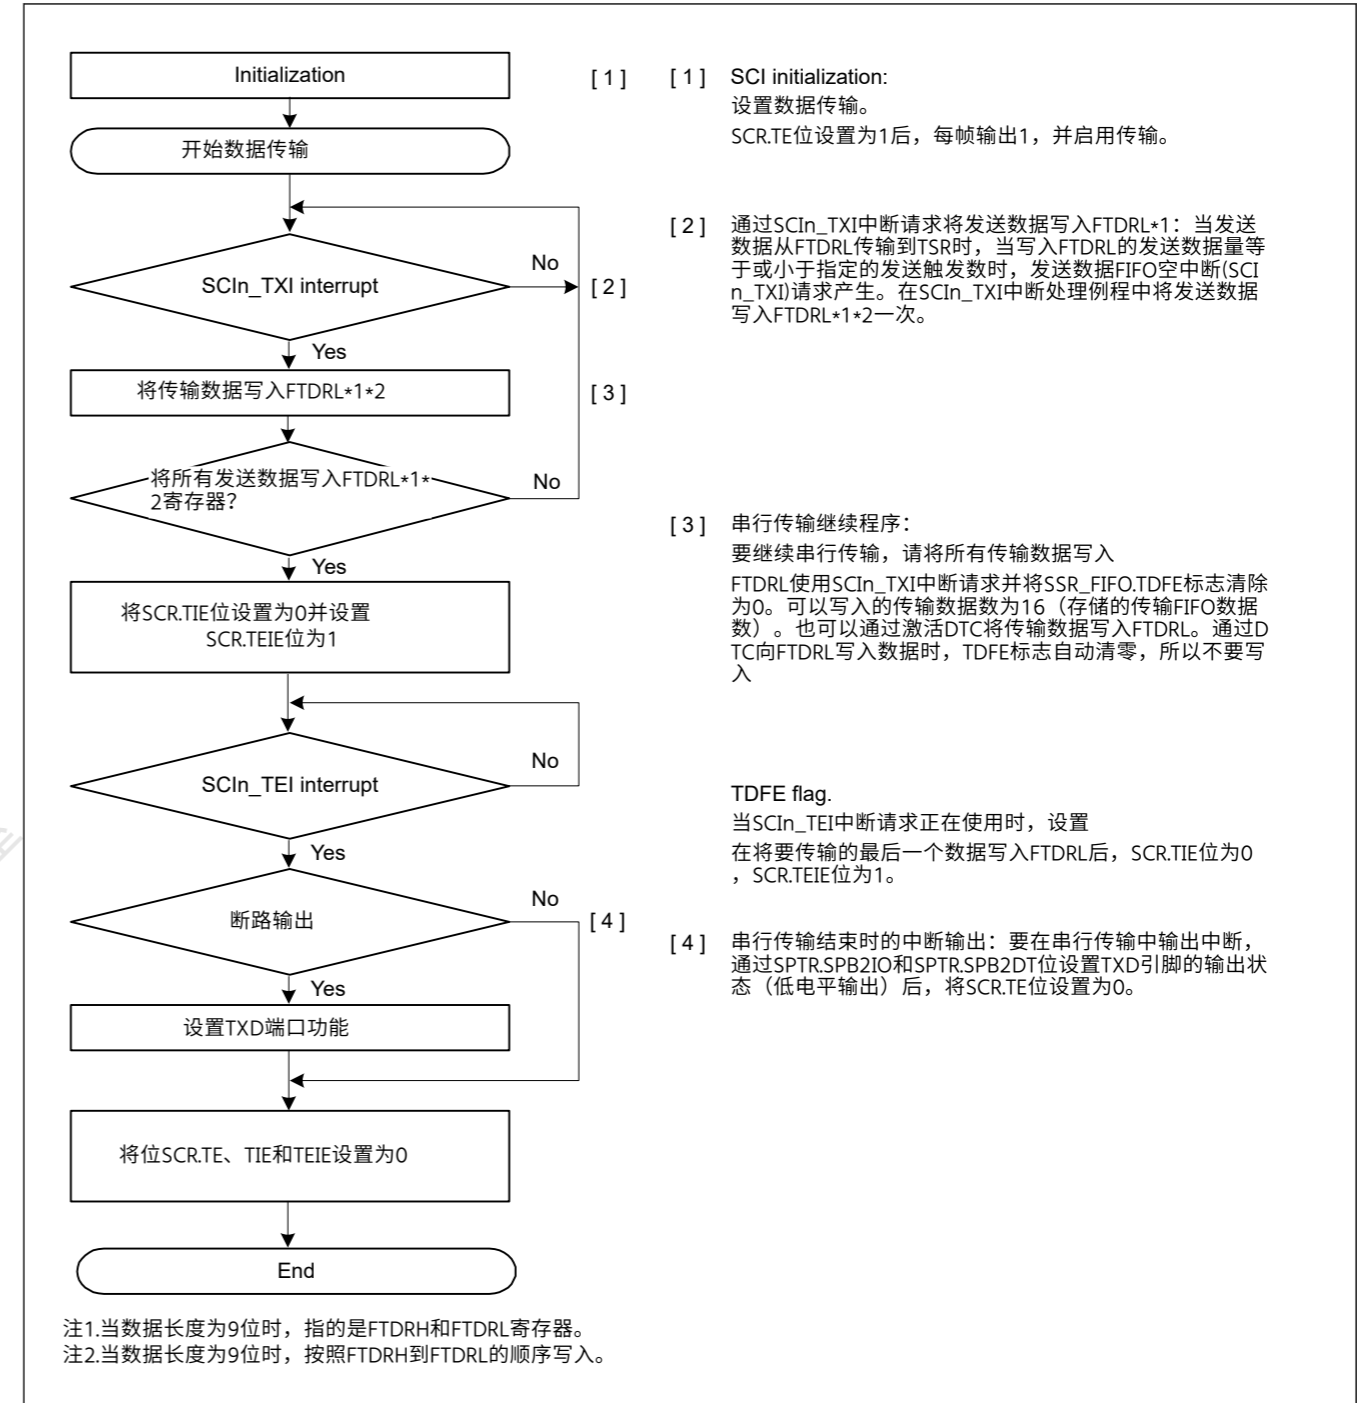 Initialization
[ 1 ]
开始数据传输
SCIn_TXI interrupt
No
[ 2 ]
Yes
将传输数据写入FTDRL*1*2
[ 3 ]
将所有发送数据写入FTDRL*1*
2寄存器？
No
Yes
将SCR.TIE位设置为0并设置
SCR.TEIE位为1
SCIn_TEI interrupt
No
Yes
断路输出
No
[ 4 ]
Yes
设置TXD端口功能
将位SCR.TE、TIE和TEIE设置为0
End
[ 1 ] SCI initialization:
设置数据传输。
SCR.TE位设置为1后，每帧输出1，并启用传输。
[ 2 ] 通过SCIn_TXI中断请求将发送数据写入FTDRL*1：当发送
数据从FTDRL传输到TSR时，当写入FTDRL的发送数据量等
于或小于指定的发送触发数时，发送数据FIFO空中断(SCI
n_TXI)请求产生。在SCIn_TXI中断处理例程中将发送数据
写入FTDRL*1*2一次。
[ 3 ] 串行传输继续程序：
要继续串行传输，请将所有传输数据写入
FTDRL使用SCIn_TXI中断请求并将SSR_FIFO.TDFE标志清除
为0。可以写入的传输数据数为16（存储的传输FIFO数据
数）。也可以通过激活DTC将传输数据写入FTDRL。通过D
TC向FTDRL写入数据时，TDFE标志自动清零，所以不要写
入
TDFE flag.
当SCIn_TEI中断请求正在使用时，设置
在将要传输的最后一个数据写入FTDRL后，SCR.TIE位为0
，SCR.TEIE位为1。
[ 4 ] 串行传输结束时的中断输出：要在串行传输中输出中断，
通过SPTR.SPB2IO和SPTR.SPB2DT位设置TXD引脚的输出状
态（低电平输出）后，将SCR.TE位设置为0。
注1.当数据长度为9位时，指的是FTDRH和FTDRL寄存器。
注2.当数据长度为9位时，按照FTDRH到FTDRL的顺序写入。